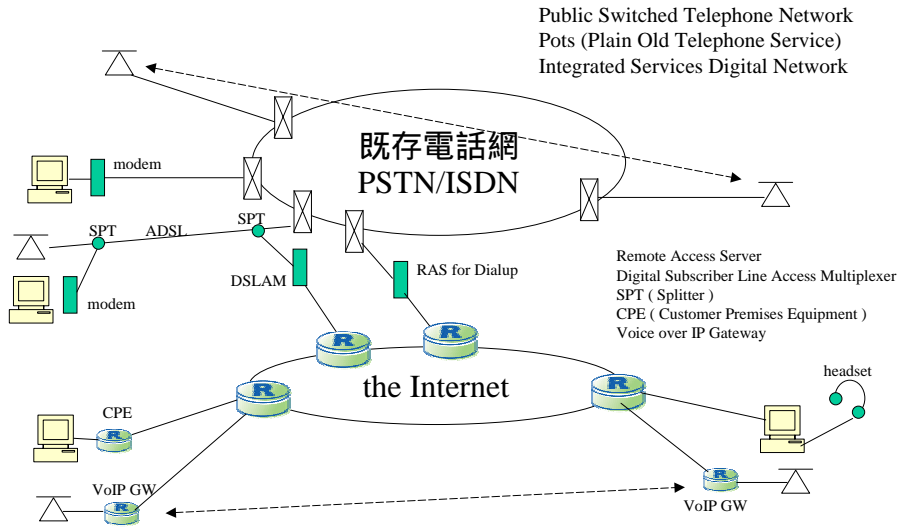 Public Switched Telephone Network
Pots (Plain Old Telephone Service)
Integrated Services Digital Network
既存電話網
PSTN/ISDN
modem
SPT
ADSL
SPT
modem
DSLAM
RAS for Dialup
Remote Access Server
Digital Subscriber Line Access Multiplexer
SPT ( Splitter )
CPE ( Customer Premises Equipment )
Voice over IP Gateway
R
R
the Internet
R
R
headset
CPE
R
VoIP GW
R
R
VoIP GW